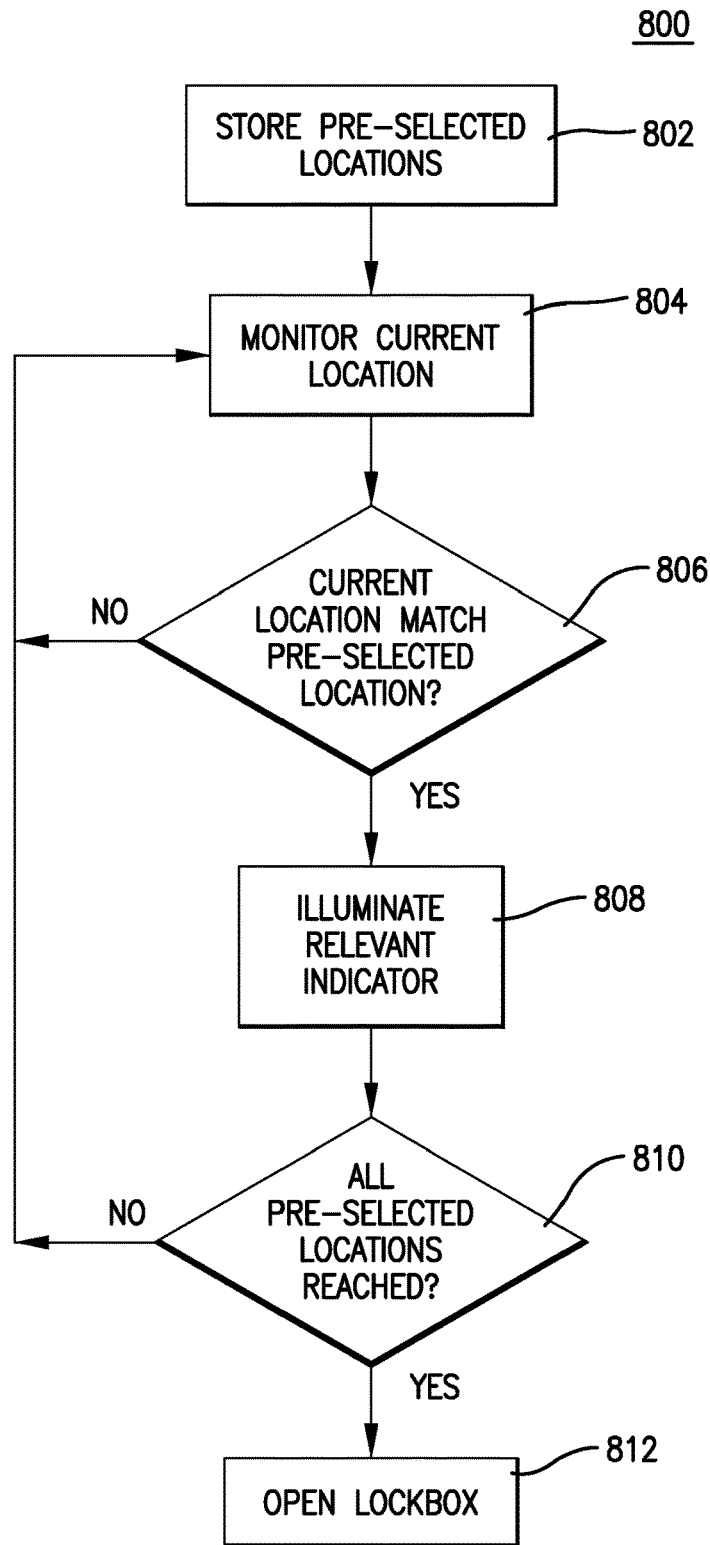 800
STORE PRE-SELECTED
LOCATIONS
802
MONITOR CURRENT
LOCATION
804
CURRENT
LOCATION MATCH
PRE-SELECTED
LOCATION?
806
NO
YES
ILLUMINATE
RELEVANT
INDICATOR
808
ALL
PRE-SELECTED
LOCATIONS
REACHED?
810
NO
YES
OPEN LOCKBOX
812